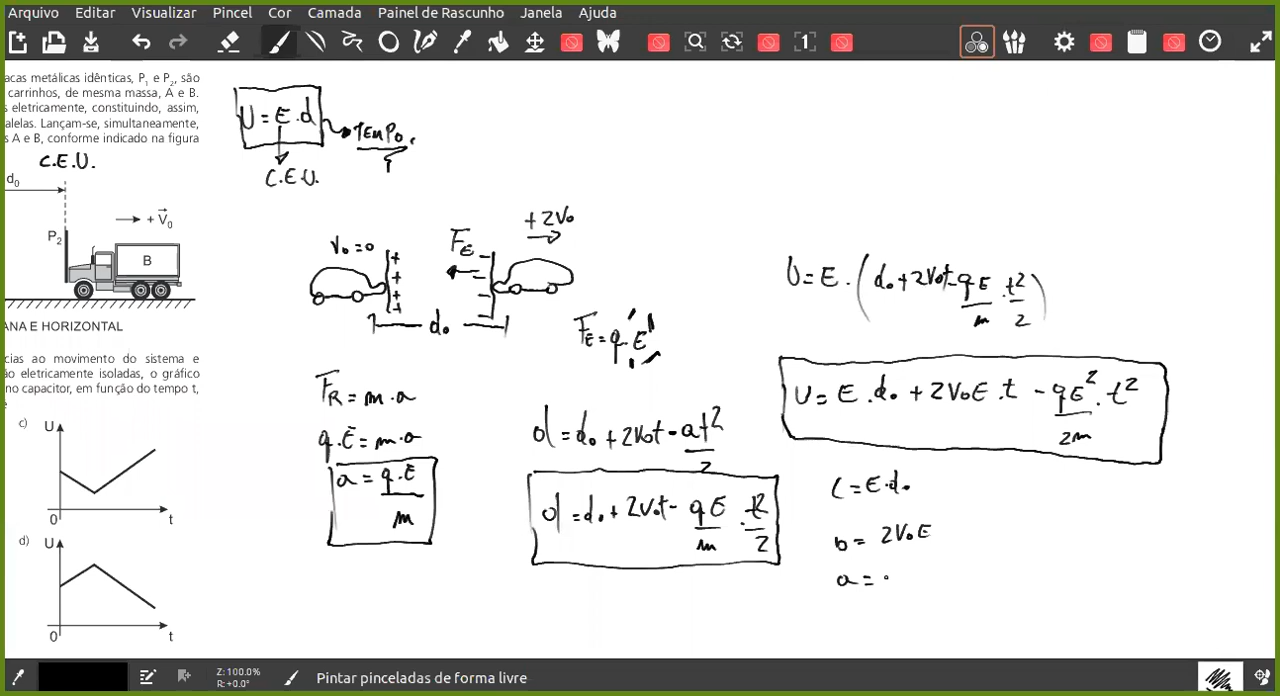 Arquivo Editar Visualizar Pincel Cor Camada Painel de Rascunho Janela Ajuda
1
acas metálicas idênticas, P1 e P2, são
carrinhos, de mesma massa, A e B.
s eletricamente, constituindo, assim,
alelas. Lançam-se, simultaneamente,
s A e B, conforme indicado na figura
C.E.U.
d0
+ V0
P2
B
ANA E HORIZONTAL
cias ao movimento do sistema e
ão eletricamente isoladas, o gráfico
no capacitor, em função do tempo t,
c) U
0 t
d) U
0 t
U = E . d
TEMPO.
C.E.U.
+2V0
V0=0
FE
+
+
+
+
d0
FE = q.E
FR = m.a
q.E = m.a
a = q.E/m
d = d0 + 2V0t - at²/2
d = d0 + 2V0t - qE/m . t²/2
U = E . (d0 + 2V0t - qE/m . t²/2)
U = E . d0 + 2V0E . t - qE²/2m . t²
C = E.d0
b = 2V0E
a =
Z: 100.0%
R: +0.0°
Pintar pinceladas de forma livre